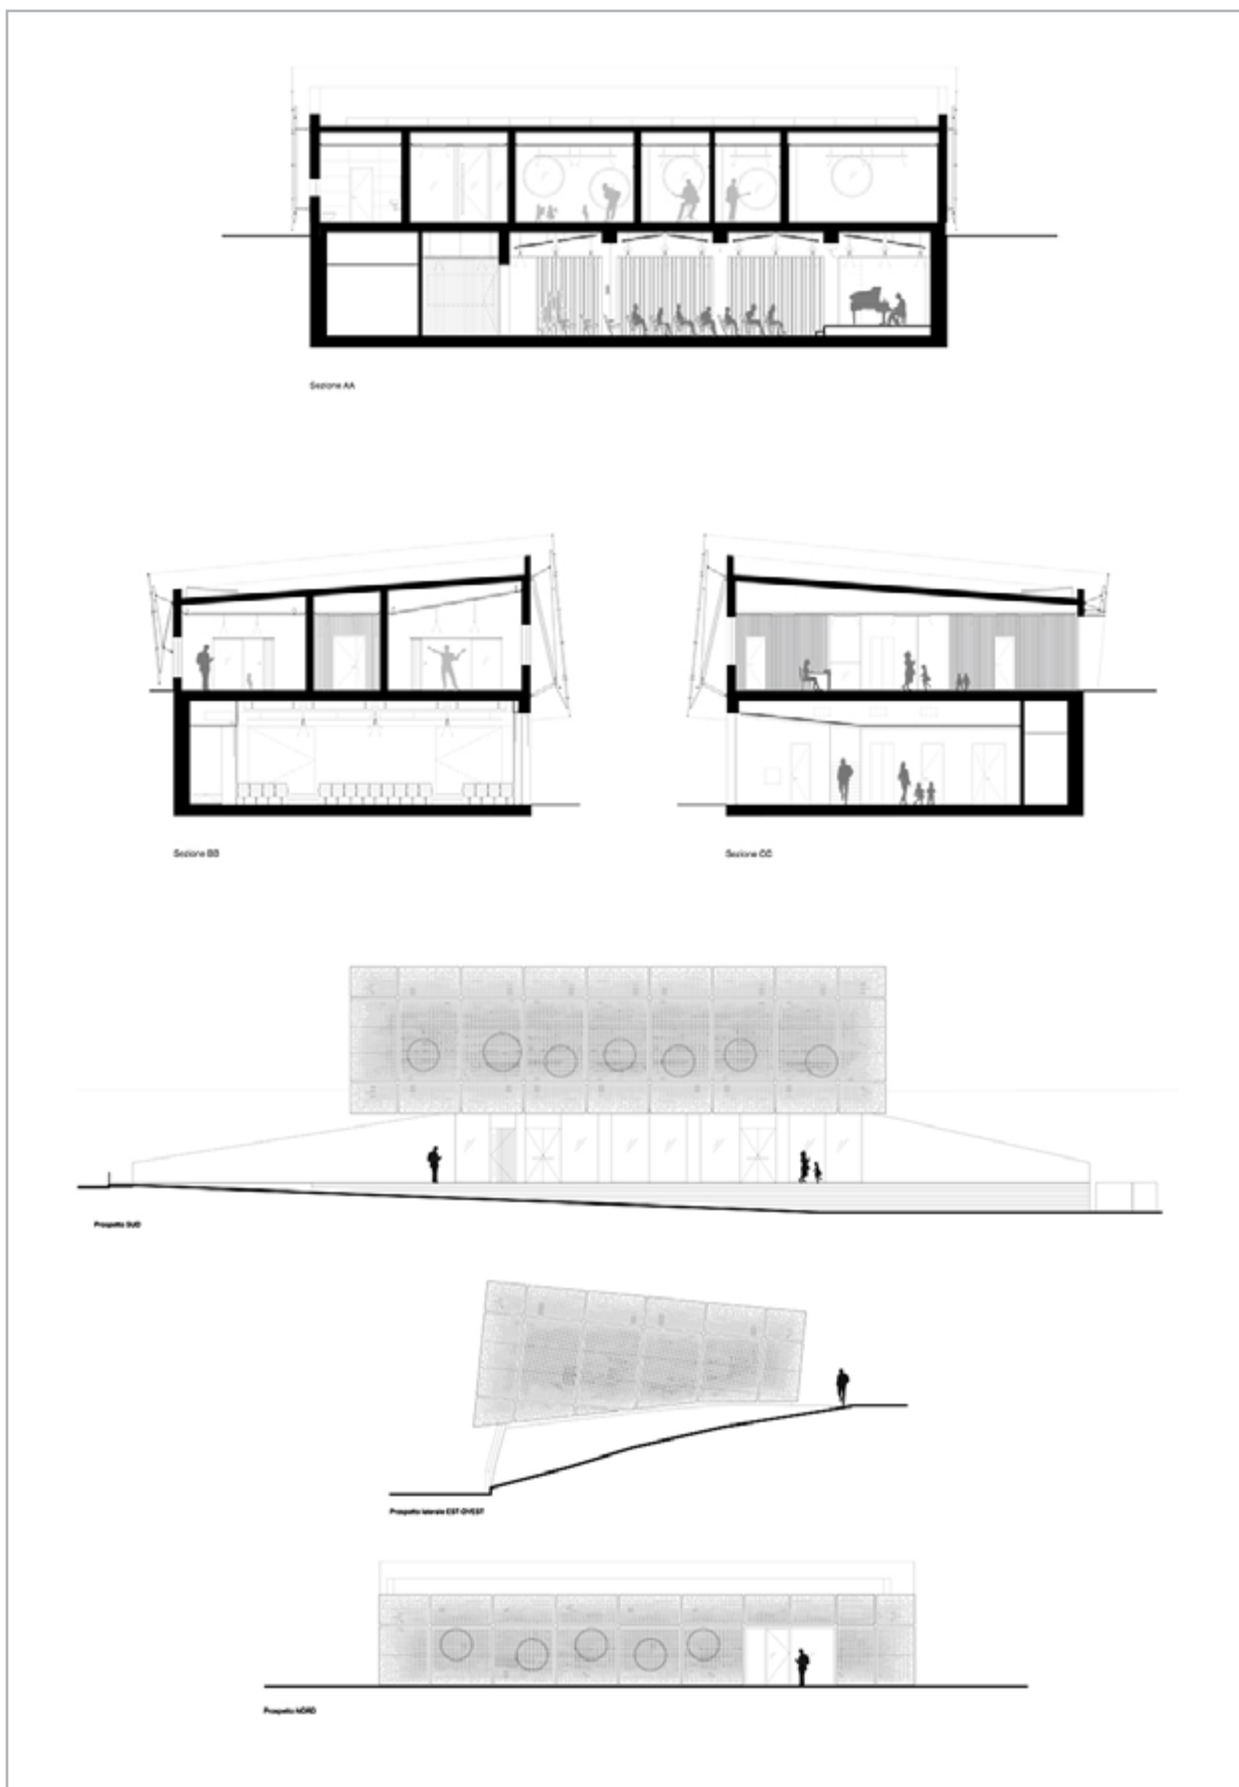 Sezione AA
Sezione BB
Sezione CC
Prospetto SUD
Prospetto laterale EST-OVEST
Prospetto NORD